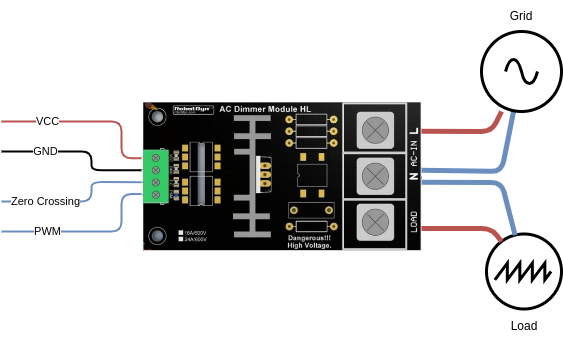 Grid
VCC
GND
Zero Crossing
PWM
RobotDyn
AC Dimmer Module HL
L
AC-IN
N
LOAD
16A/600V
24A/600V
Dangerous!!!
High Voltage.
Load